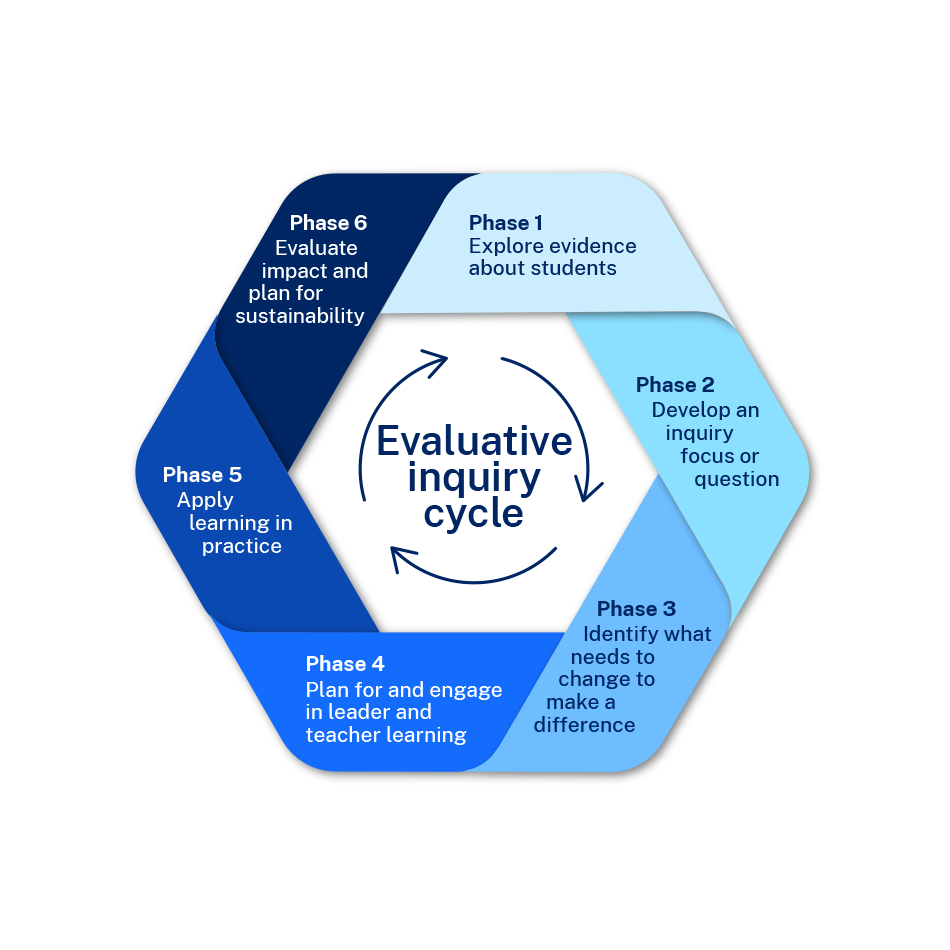 Phase 1
Explore evidence
about students
Phase 2
Develop an
inquiry
focus or
question
Phase 3
Identify what
needs to
change to
make a
difference
Phase 4
Plan for and engage
in leader and
teacher learning
Phase 5
Apply
learning in
practice
Phase 6
Evaluate
impact and
plan for
sustainability
Evaluative
inquiry
cycle